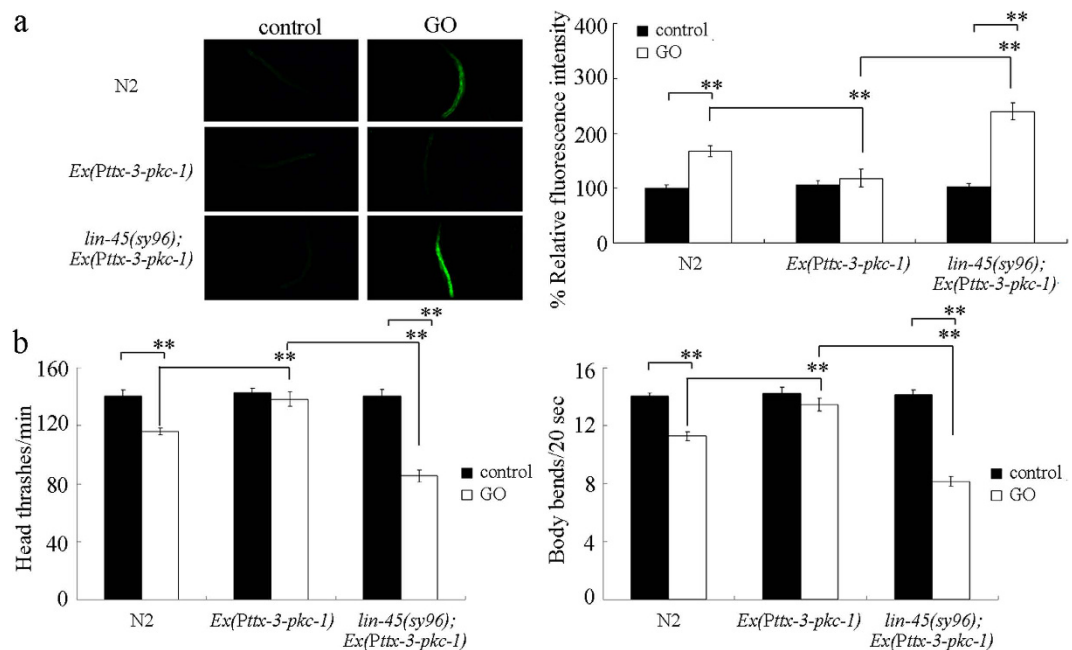 a
control GO
N2
Ex(Pttx-3-pkc-1)
lin-45(sy96);
Ex(Pttx-3-pkc-1)
% Relative fluorescence intensity
400
300
200
100
0
control
GO
**
**
**
**
N2 Ex(Pttx-3-pkc-1) lin-45(sy96);
Ex(Pttx-3-pkc-1)
b
Head thrashes/min
160
120
80
40
0
**
**
**
**
control
GO
N2 Ex(Pttx-3-pkc-1) lin-45(sy96);
Ex(Pttx-3-pkc-1)
Body bends/20 sec
16
12
8
4
0
**
**
**
**
control
GO
N2 Ex(Pttx-3-pkc-1) lin-45(sy96);
Ex(Pttx-3-pkc-1)